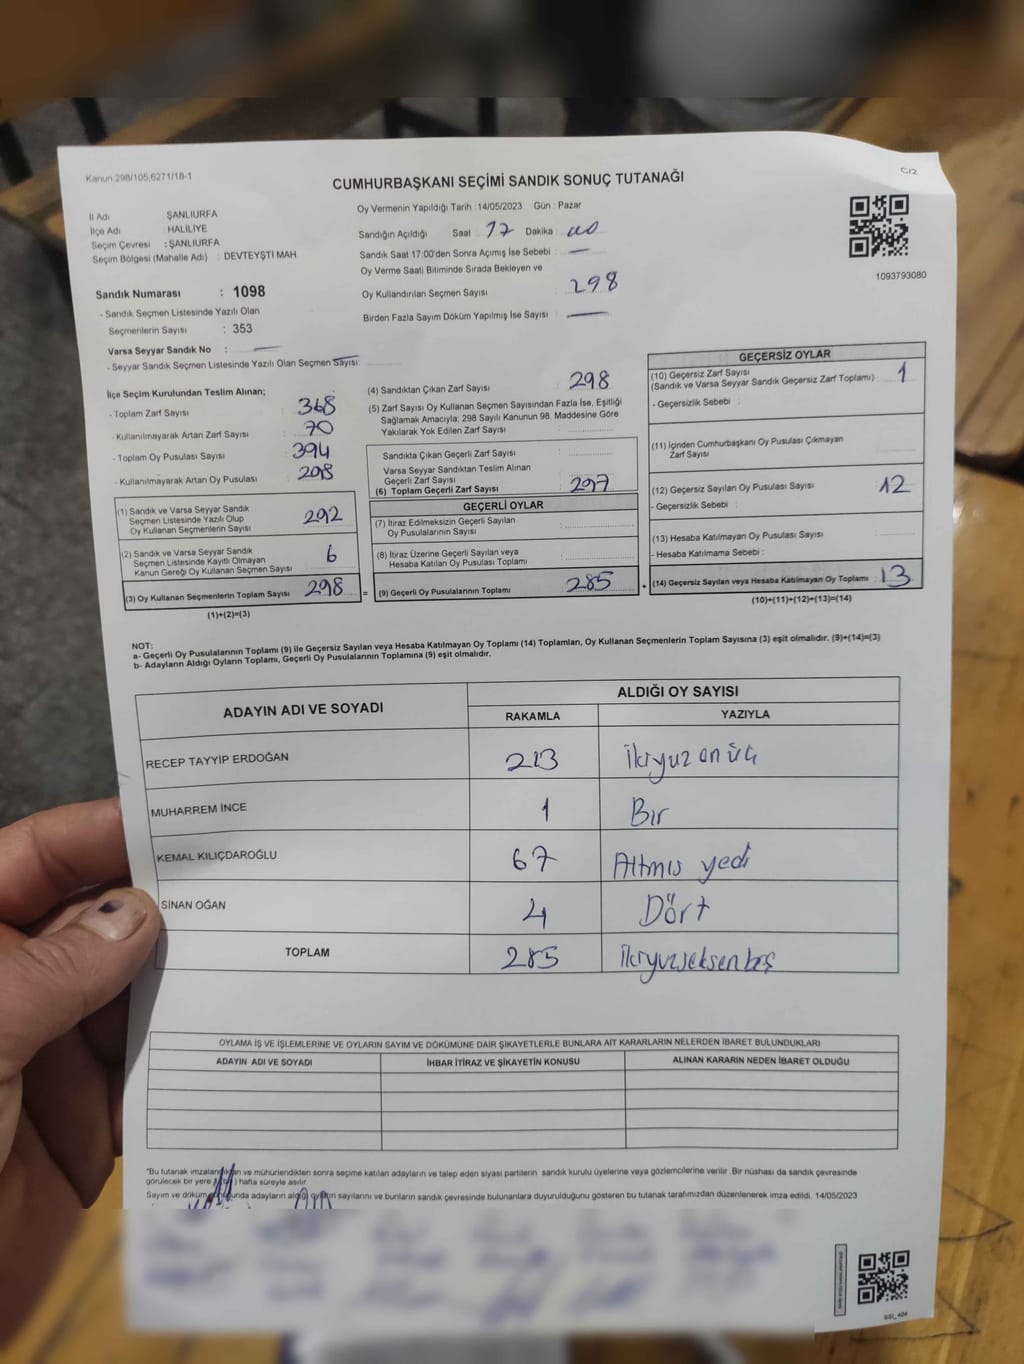 Kanun 298/105,6271/18-1
C/2
CUMHURBAŞKANI SEÇİMİ SANDIK SONUÇ TUTANAĞI
İl Adı : ŞANLIURFA
İlçe Adı : HALİLİYE
Seçim Çevresi : ŞANLIURFA
Seçim Bölgesi (Mahalle Adı) : DEVTEYŞTİ MAH
Sandık Numarası : 1098
- Sandık Seçmen Listesinde Yazılı Olan
Seçmenlerin Sayısı : 353
Varsa Seyyar Sandık No :
- Seyyar Sandık Seçmen Listesinde Yazılı Olan Seçmen Sayısı:
Oy Vermenin Yapıldığı Tarih : 14/05/2023 Gün : Pazar
Sandığın Açıldığı Saat 17 Dakika 00
Sandık Saat 17:00'den Sonra Açımış İse Sebebi : —
Oy Verme Saati Bitiminde Sırada Bekleyen ve
Oy Kullandırılan Seçmen Sayısı : 298
Birden Fazla Sayım Döküm Yapılmış İse Sayısı : —
1093793080
İlçe Seçim Kurulundan Teslim Alınan;
- Toplam Zarf Sayısı : 368
- Kullanılmayarak Artan Zarf Sayısı : 70
- Toplam Oy Pusulası Sayısı : 394
- Kullanılmayarak Artan Oy Pusulası : 298
(1) Sandık ve Varsa Seyyar Sandık
Seçmen Listesinde Yazılı Olup
Oy Kullanan Seçmenlerin Sayısı : 292
(2) Sandık ve Varsa Seyyar Sandık
Seçmen Listesinde Kayıtlı Olmayan
Kanun Gereği Oy Kullanan Seçmen Sayısı : 6
(3) Oy Kullanan Seçmenlerin Toplam Sayısı : 298
(1)+(2)=(3)
(4) Sandıktan Çıkan Zarf Sayısı : 298
(5) Zarf Sayısı Oy Kullanan Seçmen Sayısından Fazla İse, Eşitliği
Sağlamak Amacıyla; 298 Sayılı Kanunun 98. Maddesine Göre
Yakılarak Yok Edilen Zarf Sayısı :
Sandıkta Çıkan Geçerli Zarf Sayısı :
Varsa Seyyar Sandıktan Teslim Alınan
Geçerli Zarf Sayısı :
(6) Toplam Geçerli Zarf Sayısı : 297
GEÇERLİ OYLAR
(7) İtiraz Edilmeksizin Geçerli Sayılan
Oy Pusulalarının Toplamı :
(8) İtiraz Üzerine Geçerli Sayılan veya
Hesaba Katılan Oy Pusulası Toplamı :
= (9) Geçerli Oy Pusulalarının Toplamı : 285 +
GEÇERSİZ OYLAR
(10) Geçersiz Zarf Sayısı
(Sandık ve Varsa Seyyar Sandık Geçersiz Zarf Toplamı) : 1
- Geçersizlik Sebebi :
(11) İçinden Cumhurbaşkanı Oy Pusulası Çıkmayan
Zarf Sayısı :
(12) Geçersiz Sayılan Oy Pusulası Sayısı : 12
- Geçersizlik Sebebi :
(13) Hesaba Katılmayan Oy Pusulası Sayısı :
- Hesaba Katılmama Sebebi :
(14) Geçersiz Sayılan veya Hesaba Katılmayan Oy Toplamı : 13
(10)+(11)+(12)+(13)=(14)
NOT:
a- Geçerli Oy Pusulalarının Toplamı (9) ile Geçersiz Sayılan veya Hesaba Katılmayan Oy Toplamı (14) Toplamları, Oy Kullanan Seçmenlerin Toplam Sayısına (3) eşit olmalıdır. (9)+(14)=(3)
b- Adayların Aldığı Oyların Toplamı, Geçerli Oy Pusulalarının Toplamına (9) eşit olmalıdır.
ADAYIN ADI VE SOYADI
ALDIĞI OY SAYISI
RAKAMLA YAZIYLA
RECEP TAYYİP ERDOĞAN 213 İkiyuz on üç
MUHARREM İNCE 1 Bir
KEMAL KILIÇDAROĞLU 67 Altmıs yedi
SİNAN OĞAN 4 Dört
TOPLAM 285 İkiyuzseksenbeş
OYLAMA İŞ VE İŞLEMLERİNE VE OYLARIN SAYIM VE DÖKÜMÜNE DAİR ŞİKAYETLERLE BUNLARA AİT KARARLARIN NELERDEN İBARET BULUNDUKLARI
ADAYIN ADI VE SOYADI İHBAR İTİRAZ VE ŞİKAYETİN KONUSU ALINAN KARARIN NEDEN İBARET OLDUĞU
*Bu tutanak imzalandıktan ve mühürlendikten sonra seçime katılan adayların ve talep eden siyasi partilerin sandık kurulu üyelerine veya gözlemcilerine verilir .Bir nüshası da sandık çevresinde
görülecek bir yere ) hafta süreyle asılır.
Sayım ve döküm unda adayların aldığı oyların sayılarını ve bunların sandık çevresinde bulunanlara duyurulduğunu gösteren bu tutanak tarafımızdan düzenlenerek imza edildi. 14/05/2023